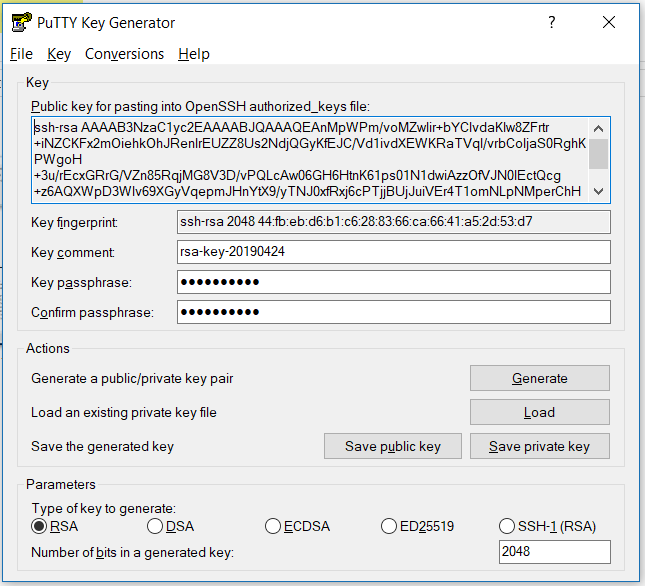 PuTTY Key Generator
?
File Key Conversions Help
Key
Public key for pasting into OpenSSH authorized_keys file:
ssh-rsa AAAAB3NzaC1yc2EAAAABJQAAAQEAnMpWPm/voMZwIir+bYClvdaKlw8ZFrtr
+iNZCKFx2mOiehkOhJRenlrEUZZ8Us2NdjQGyKfEJC/Vd1ivdXEWKRaTVqI/vrbColjaS0RghK
PWgoH
+3u/rEcxGRrG/VZn85RqjMG8V3D/vPQLcAw06GH6HtnK61ps01N1dwiAzzOfVJN0lEctQcg
+z6AQXWpD3WIv69XGyVqepmJHnYtX9/yTNJ0xfRxj6cPTjjBUjJuiVEr4T1omNLpNMperChH
Key fingerprint:
ssh-rsa 2048 44:fb:eb:d6:b1:c6:28:83:66:ca:66:41:a5:2d:53:d7
Key comment:
rsa-key-20190424
Key passphrase:
●●●●●●●●●●
Confirm passphrase:
●●●●●●●●●●
Actions
Generate a public/private key pair
Generate
Load an existing private key file
Load
Save the generated key
Save public key
Save private key
Parameters
Type of key to generate:
RSA DSA ECDSA ED25519 SSH-1 (RSA)
Number of bits in a generated key:
2048